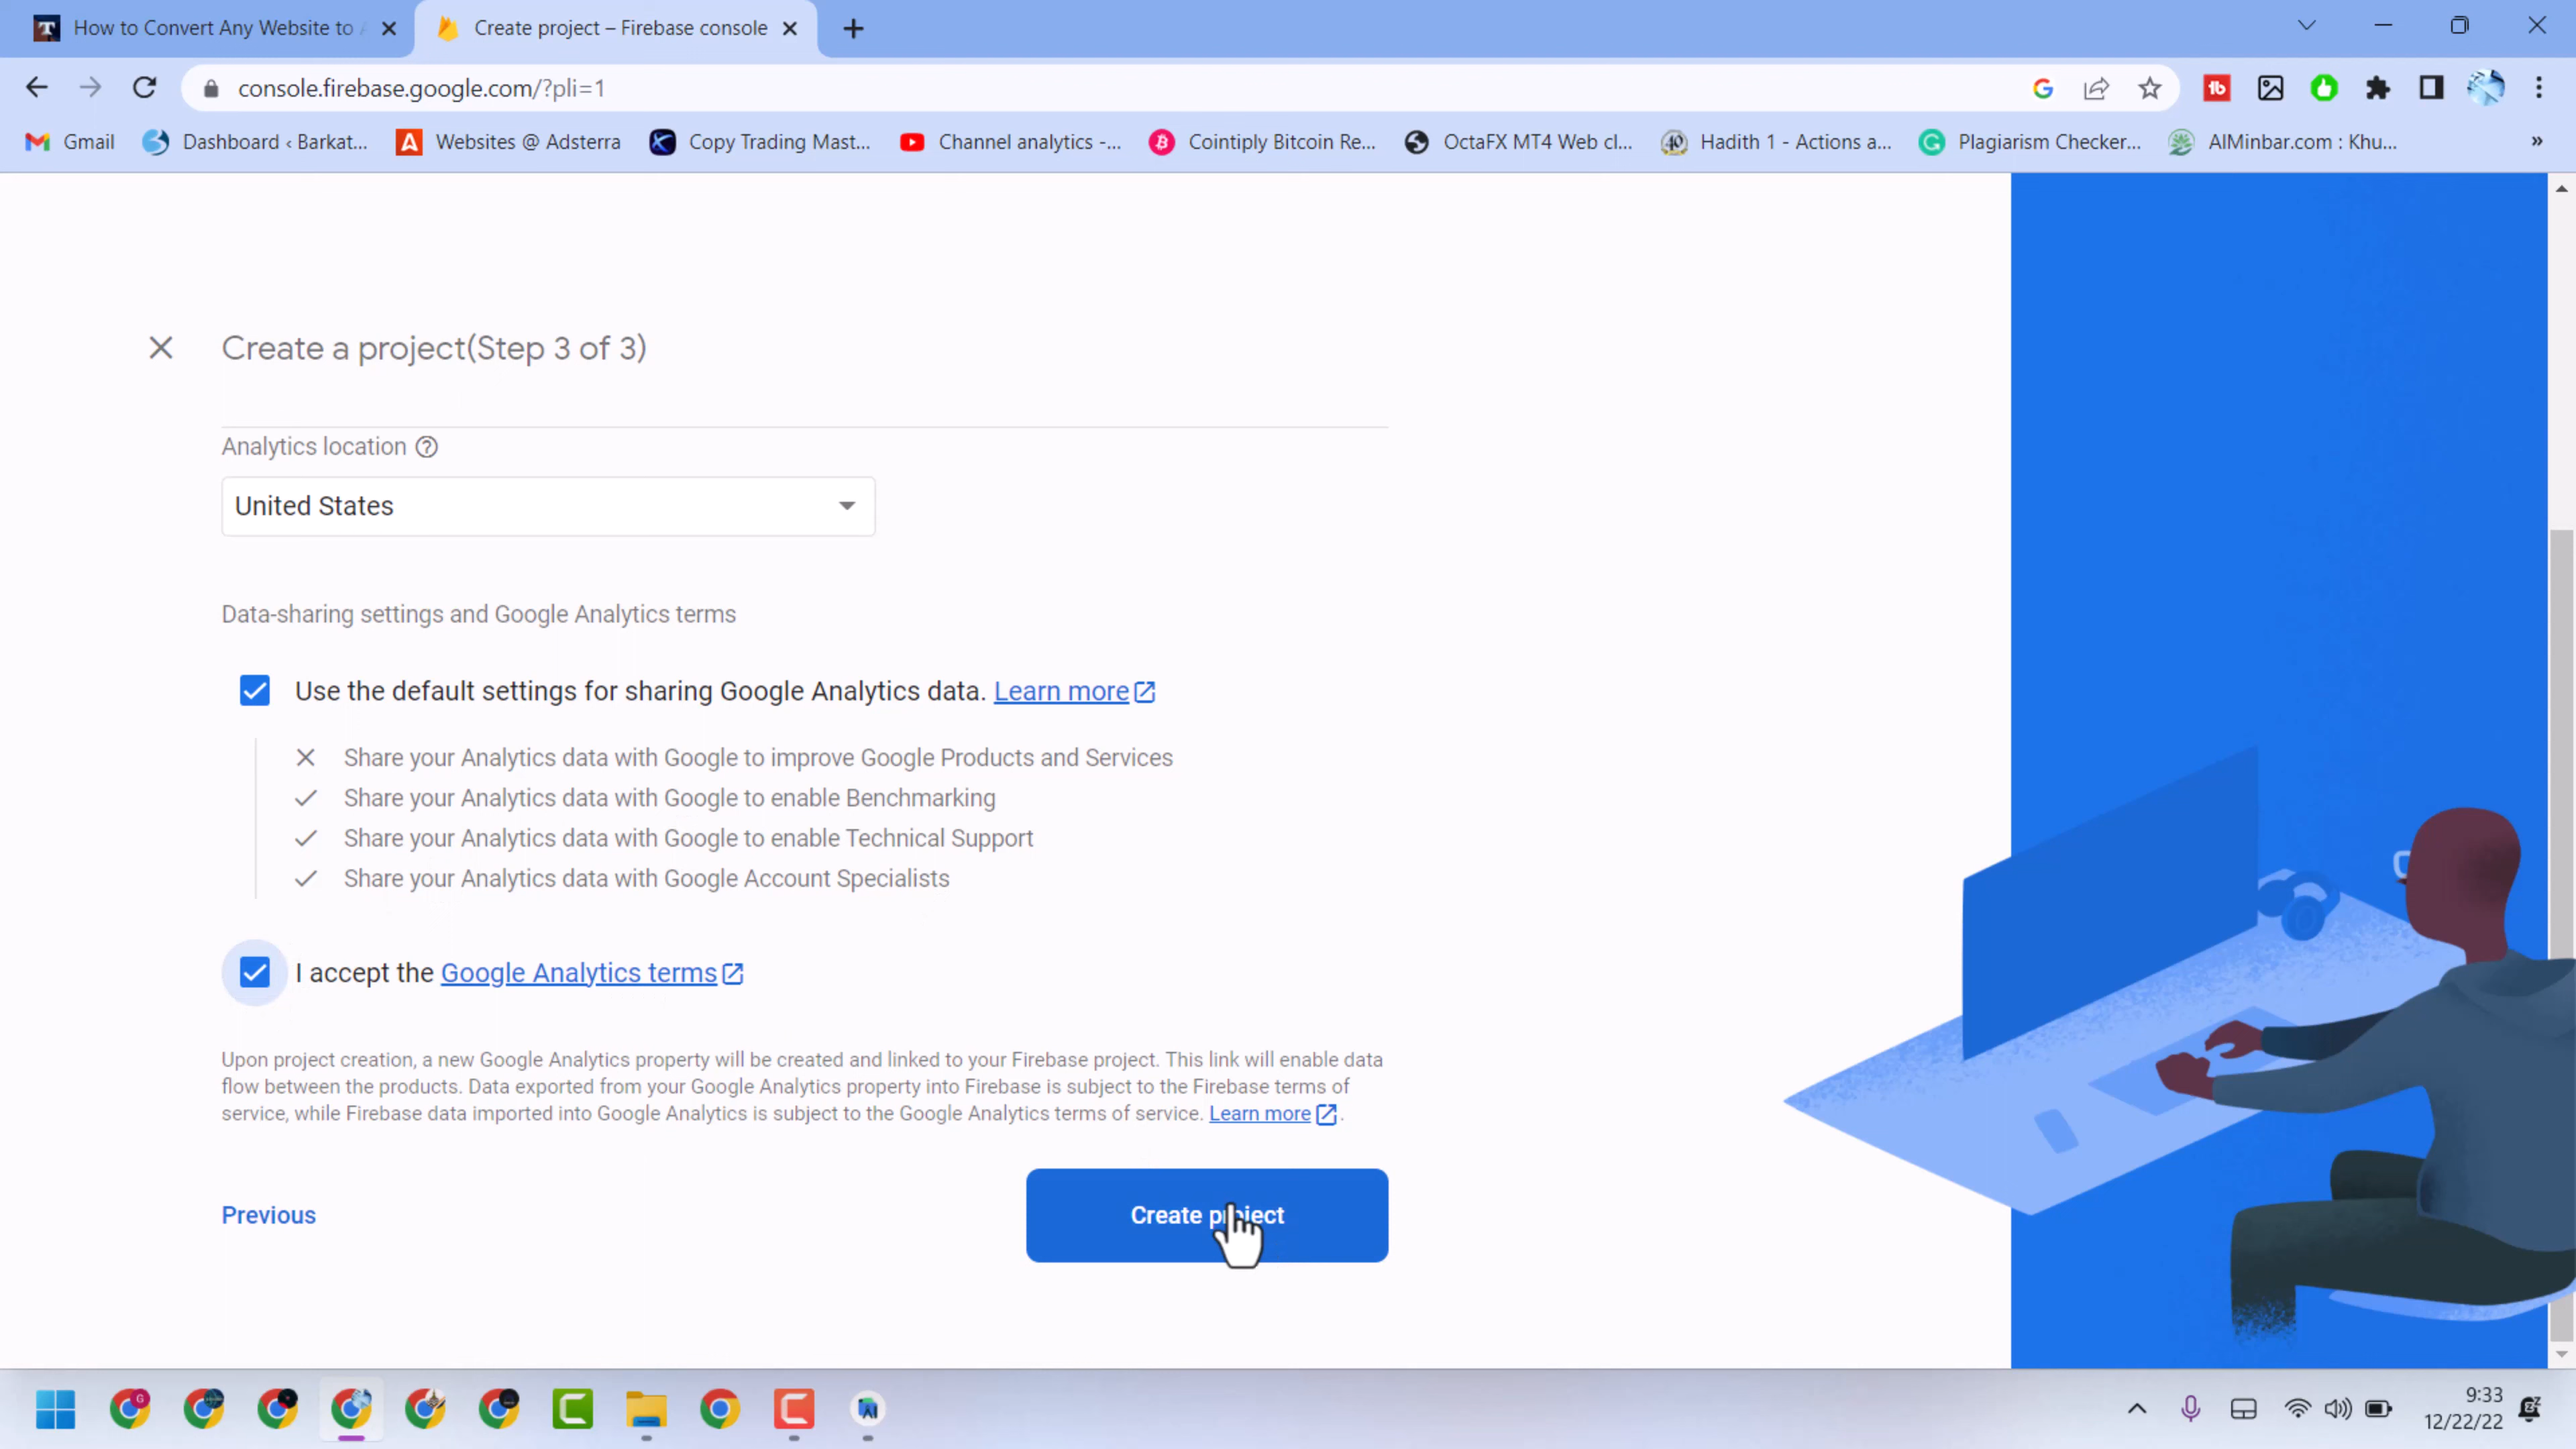 How to Convert Any Website to
Create project – Firebase console
console.firebase.google.com/?pli=1
Gmail
Dashboard ‹ Barkat...
Websites @ Adsterra
Copy Trading Mast...
Channel analytics -...
Cointiply Bitcoin Re...
OctaFX MT4 Web cl...
Hadith 1 - Actions a...
Plagiarism Checker...
AlMinbar.com : Khu...
»
Create a project(Step 3 of 3)
Analytics location
United States
Data-sharing settings and Google Analytics terms
Use the default settings for sharing Google Analytics data. Learn more
Share your Analytics data with Google to improve Google Products and Services
Share your Analytics data with Google to enable Benchmarking
Share your Analytics data with Google to enable Technical Support
Share your Analytics data with Google Account Specialists
I accept the Google Analytics terms
Upon project creation, a new Google Analytics property will be created and linked to your Firebase project. This link will enable data
flow between the products. Data exported from your Google Analytics property into Firebase is subject to the Firebase terms of
service, while Firebase data imported into Google Analytics is subject to the Google Analytics terms of service. Learn more .
Previous
Create project
9:33
12/22/22